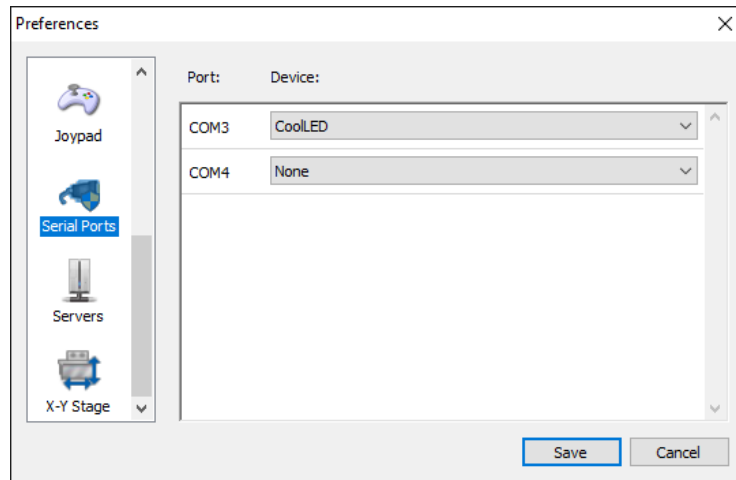 Preferences
Joypad
Serial Ports
Servers
X-Y Stage
Port: Device:
COM3 CoolLED
COM4 None
Save Cancel